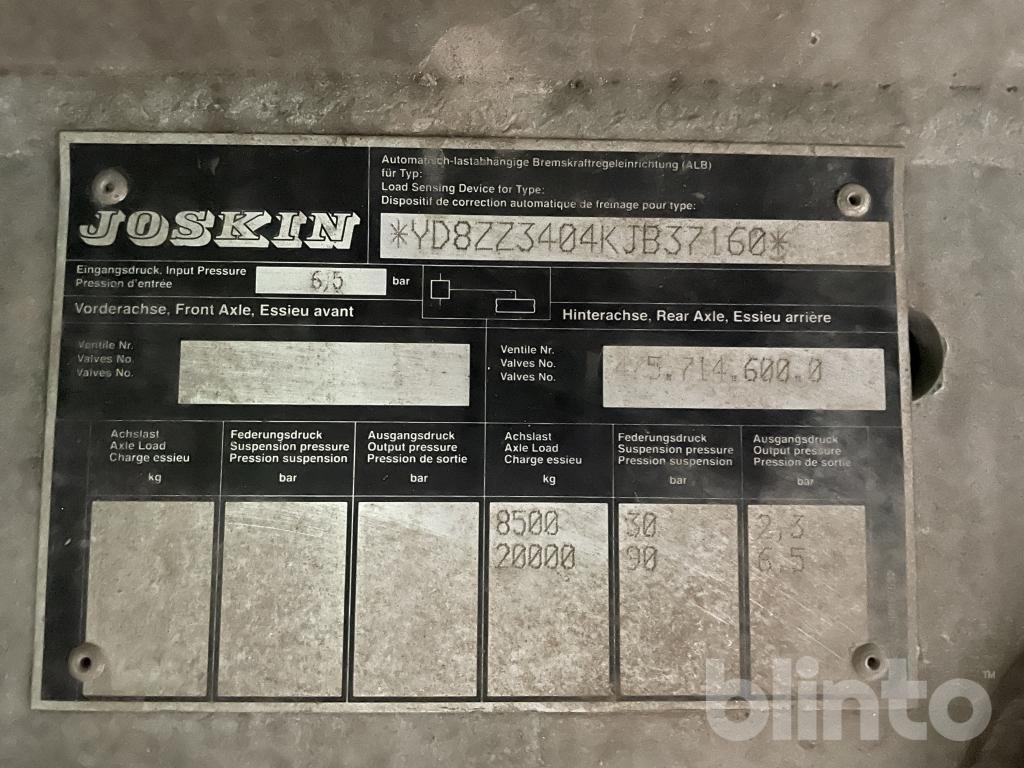 JOSKIN
Automatisch-lastabhängige Bremskraftregeleinrichtung (ALB)
für Typ:
Load Sensing Device for Type:
Dispositif de correction automatique de freinage pour type:
*YD8ZZ3404KJB37160*
Eingangsdruck, Input Pressure
Pression d'entrée
6,5
bar
Vorderachse, Front Axle, Essieu avant
Hinterachse, Rear Axle, Essieu arrière
Ventile Nr.
Valves No.
Valves No.
Ventile Nr.
Valves No.
Valves No.
475.714.600.0
Achslast
Axle Load
Charge essieu
kg
Federungsdruck
Suspension pressure
Pression suspension
bar
Ausgangsdruck
Output pressure
Pression de sortie
bar
Achslast
Axle Load
Charge essieu
kg
Federungsdruck
Suspension pressure
Pression suspension
bar
Ausgangsdruck
Output pressure
Pression de sortie
bar
8500 30 2,3
20000 90 6,5
blinto™